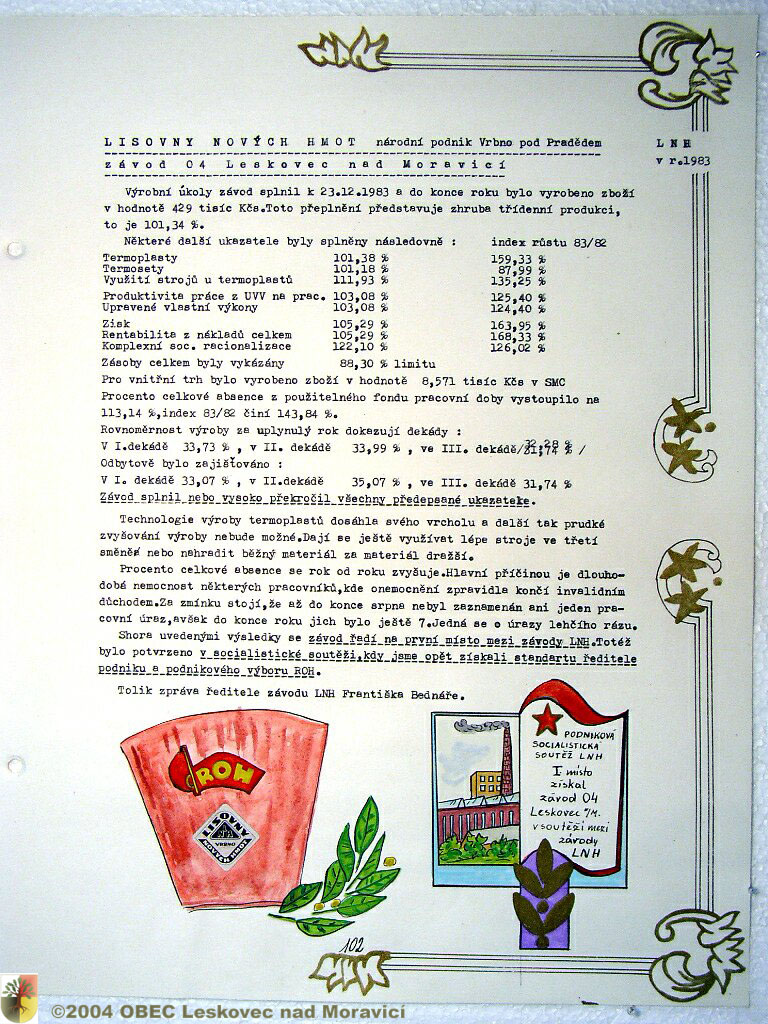 LISOVNY NOVÝCH HMOT národní podnik Vrbno pod Pradědem
závod 04 Leskovec nad Moravicí
LNH
v r.1983
Výrobní úkoly závod splnil k 23.12.1983 a do konce roku bylo vyrobeno zboží
v hodnotě 429 tisíc Kčs.Toto přeplnění představuje zhruba třídenní produkci,
to je 101,34 %.
Některé další ukazatele byly splněny následovně : index růstu 83/82
Termoplasty 101,38 % 159,33 %
Termosety 101,18 % 87,99 %
Využití strojů u termoplastů 111,93 % 135,25 %
Produktivita práce z UVV na prac. 103,08 % 125,40 %
Upravené vlastní výkony 103,08 % 124,40 %
Zisk 105,29 % 163,95 %
Rentabilita z nákladů celkem 105,29 % 168,33 %
Komplexní soc. racionalizace 122,10 % 126,02 %
Zásoby celkem byly vykázány 88,30 % limitu
Pro vnitřní trh bylo vyrobeno zboží v hodnotě 8,571 tisíc Kčs v SMC
Procento celkové absence z použitelného fondu pracovní doby vystoupilo na
113,14 %,index 83/82 činí 143,84 %.
Rovnoměrnost výroby za uplynulý rok dokazují dekády :
V I.dekádě 33,73 % , v II. dekádě 33,99 % , ve III. dekádě/31,74 % /
32,28 %
Odbytově bylo zajišťováno :
V I. dekádě 33,07 % , v II.dekádě 35,07 % , ve III. dekádě 31,74 %
Závod splnil nebo vysoko překročil všechny předepsané ukazatele.
Technologie výroby termoplastů dosáhla svého vrcholu a další tak prudké
zvyšování výroby nebude možné.Dají se ještě využívat lépe stroje ve třetí
směně nebo nahradit běžný materiál za materiál dražší.
Procento celkové absence se rok od roku zvyšuje.Hlavní příčinou je dlouho-
dobá nemocnost některých pracovníků,kde onemocnění zpravidla končí invalidním
důchodem.Za zmínku stojí,že až do konce srpna nebyl zaznamenán ani jeden pra-
covní úraz,avšak do konce roku jich bylo ještě 7.Jedná se o úrazy lehčího rázu.
Shora uvedenými výsledky se závod řadí na první místo mezi závody LNH.Totéž
bylo potvrzeno v socialistické soutěži,kdy jsme opět získali standartu ředitele
podniku a podnikového výboru ROH.
Tolik zpráva ředitele závodu LNH Františka Bednáře.
ROH
LISOVNY
VRBNO
NOVÝCH HMOT
PODNIKOVÁ
SOCIALISTICKÁ
SOUTĚŽ LNH
I. místo
získal
závod 04
Leskovec n/M.
v soutěži mezi
závody
LNH
102
©2004 OBEC Leskovec nad Moravicí